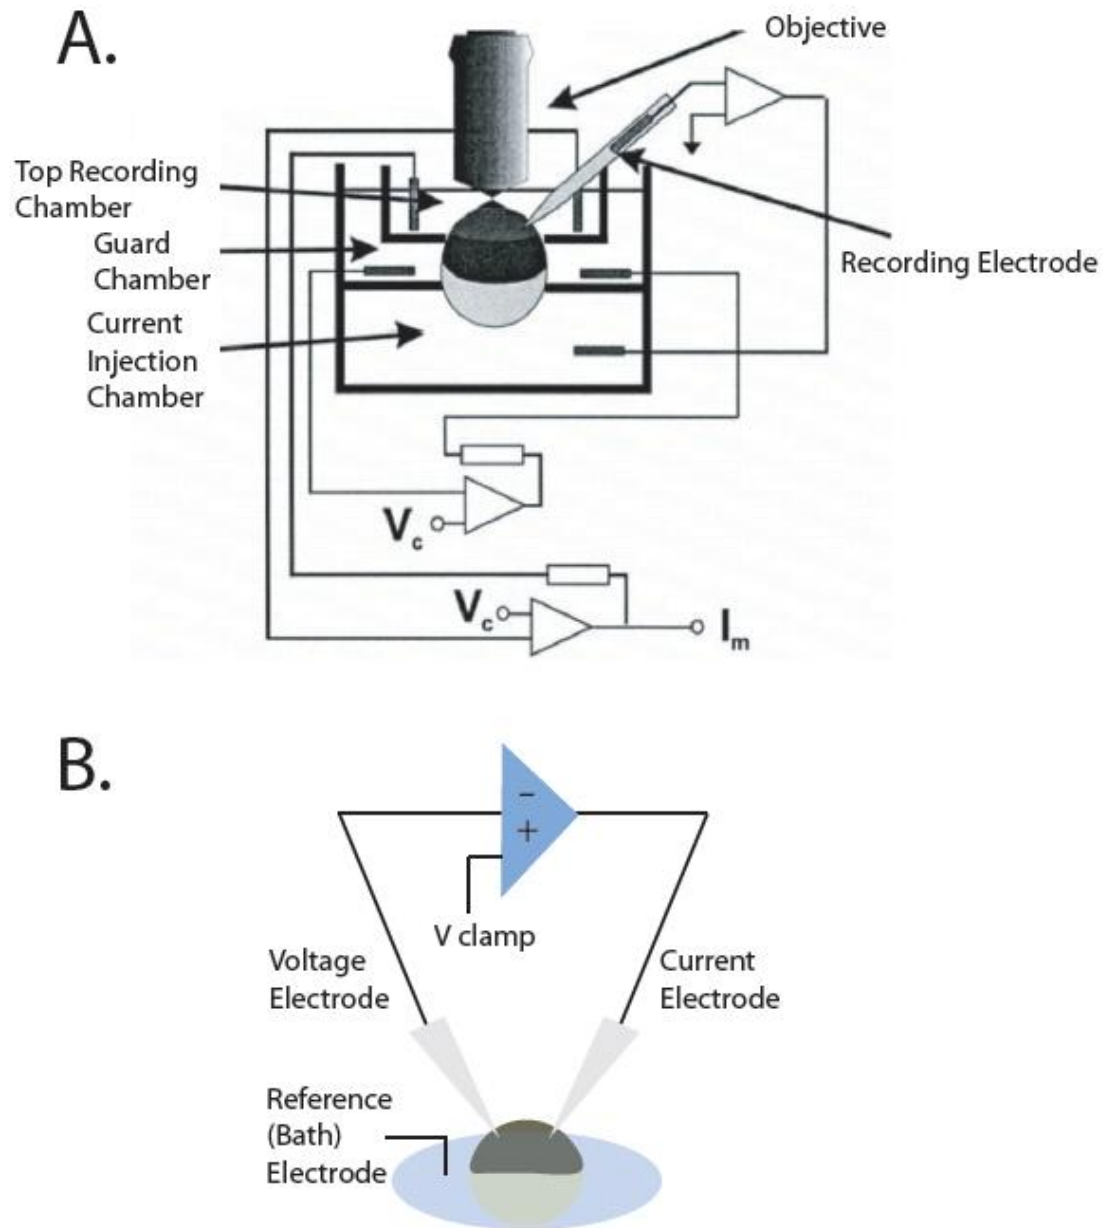 A.
Objective
Top Recording
Chamber
Guard
Chamber
Recording Electrode
Current
Injection
Chamber
Vc
Vc
Im
B.
−
+
V clamp
Voltage
Electrode
Current
Electrode
Reference
(Bath)
Electrode